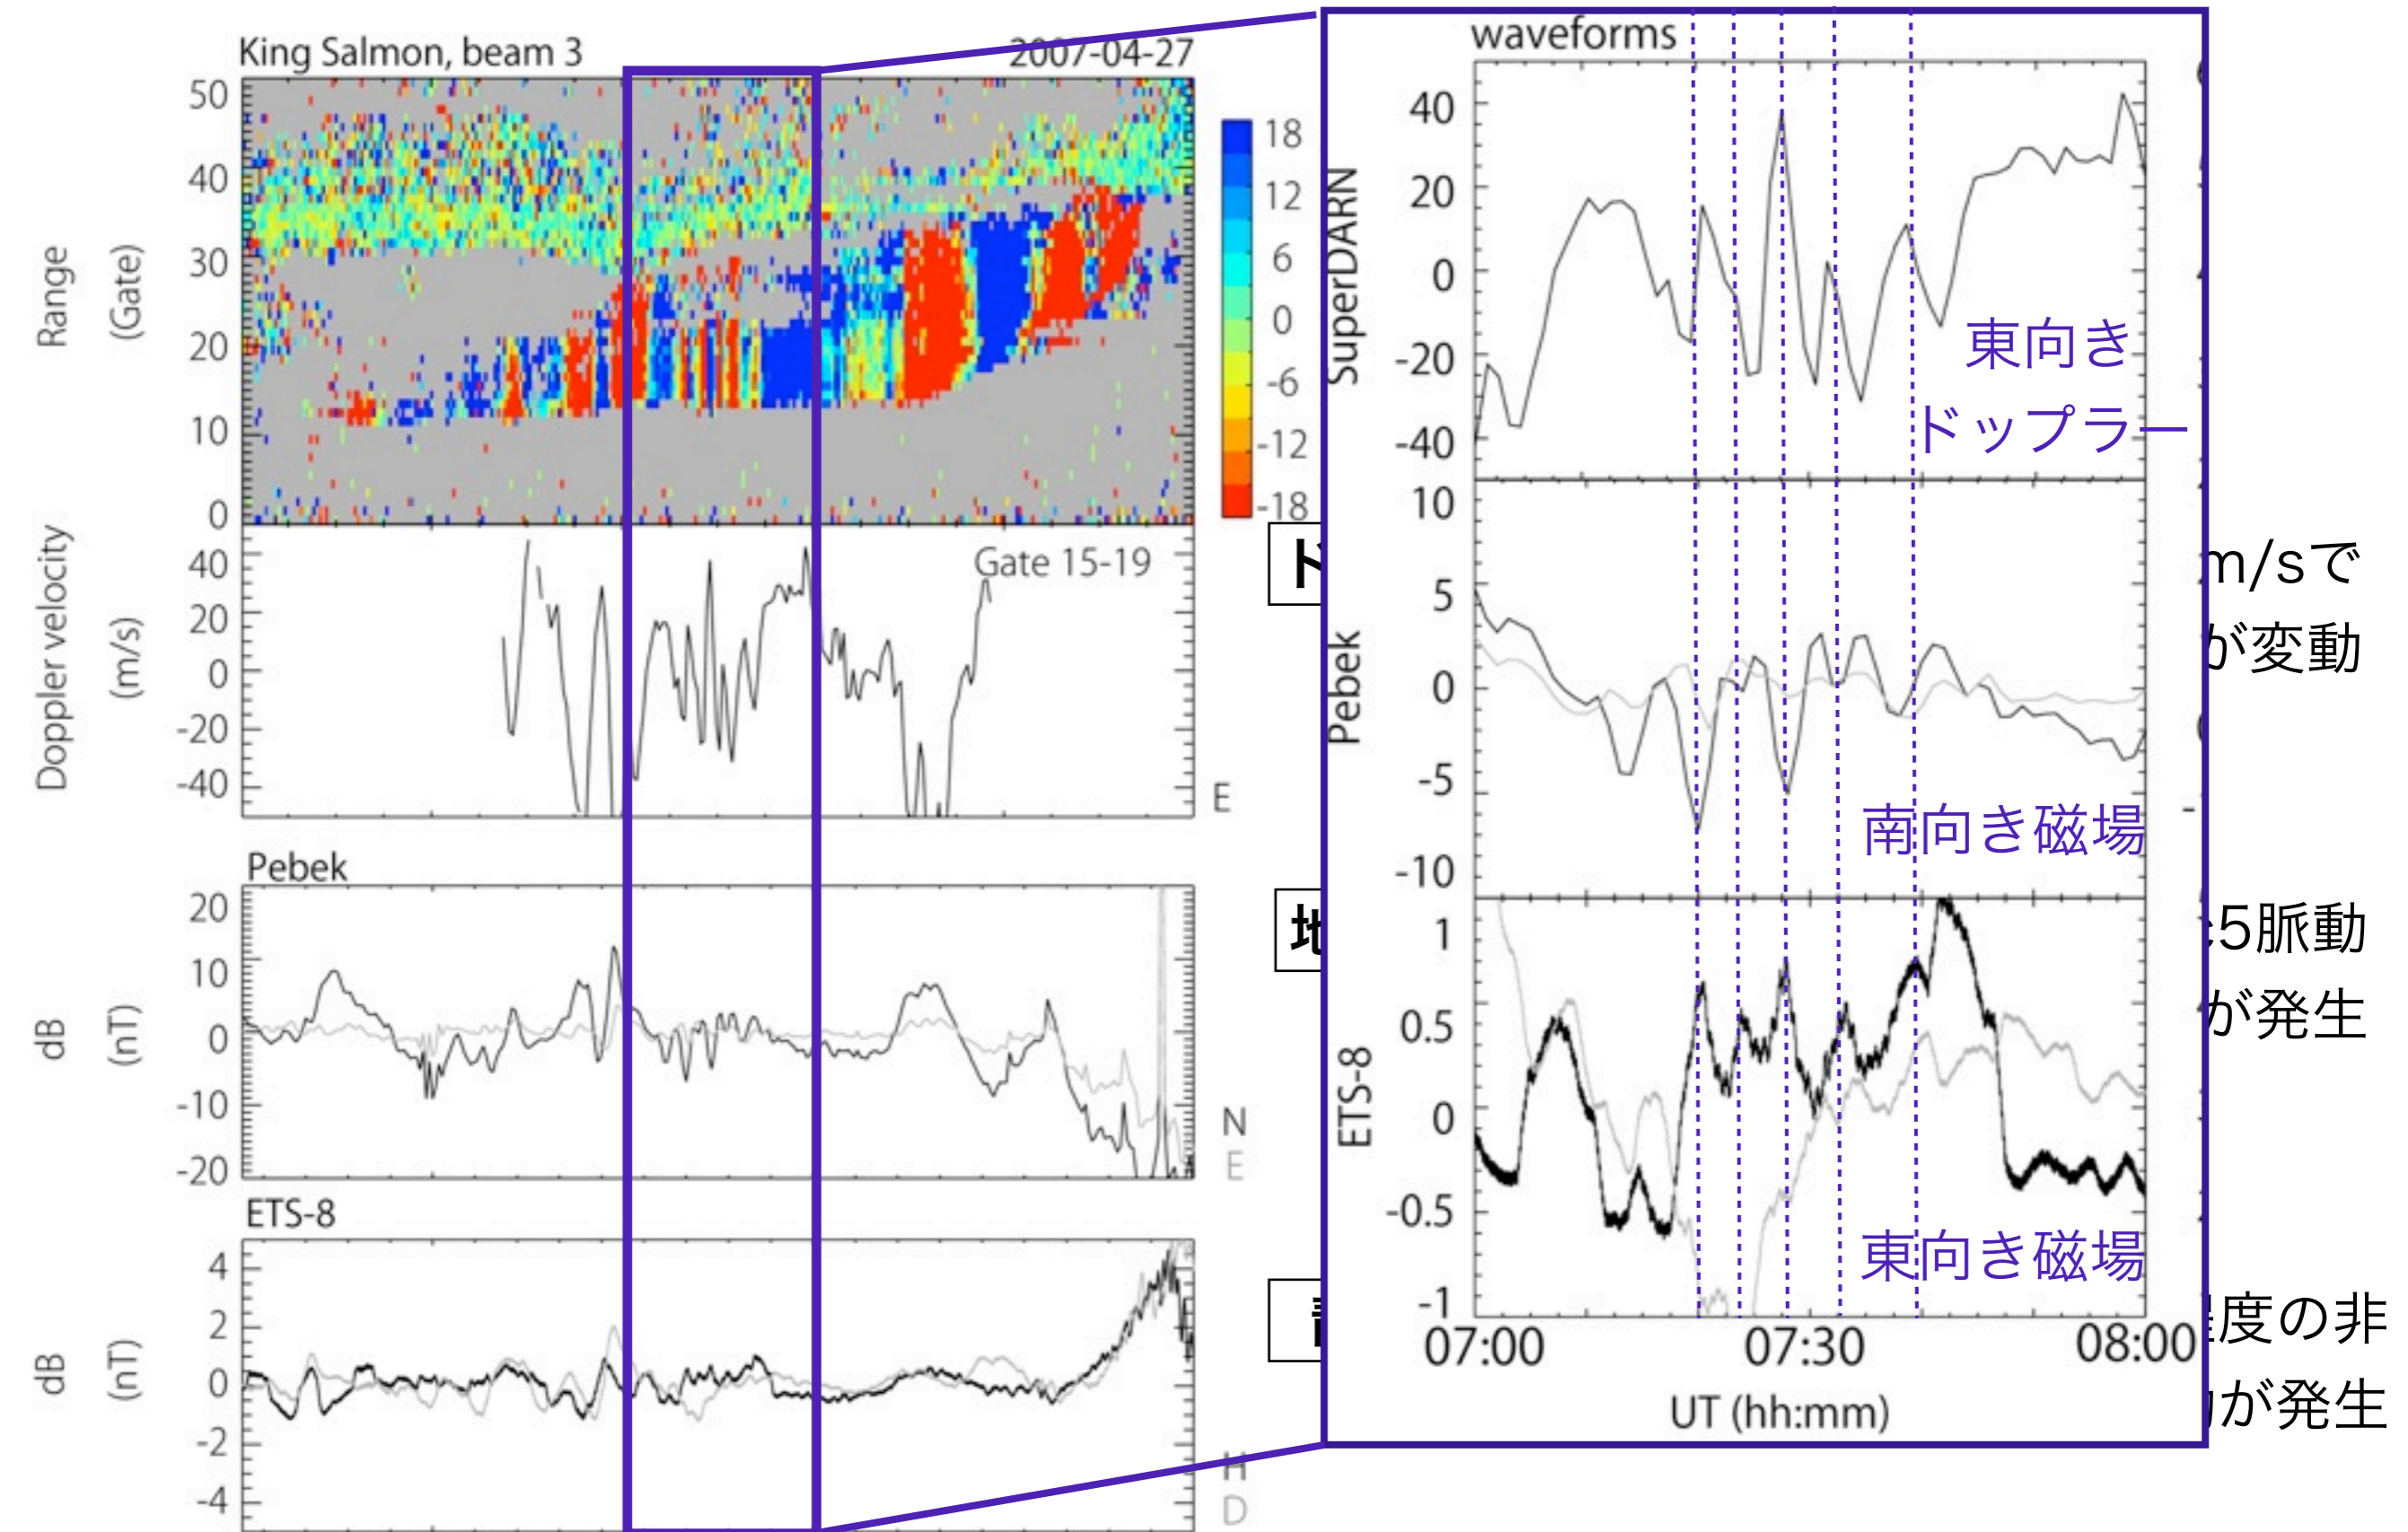 King Salmon, beam 3
2007-04-27
50
40
30
20
10
0
Range
(Gate)
18
12
6
0
-6
-12
-18
40
20
0
-20
-40
Doppler velocity
(m/s)
Gate 15-19
E
Pebek
20
10
0
-10
-20
dB
(nT)
N
E
ETS-8
4
2
0
-2
-4
dB
(nT)
H
D
waveforms
40
20
0
-20
-40
SuperDARN
東向き
ドップラー
10
5
0
-5
-10
Pebek
南向き磁場
1
0.5
0
-0.5
-1
ETS-8
東向き磁場
07:00
07:30
08:00
UT (hh:mm)
m/sで
が変動
5脈動
が発生
度の非
が発生